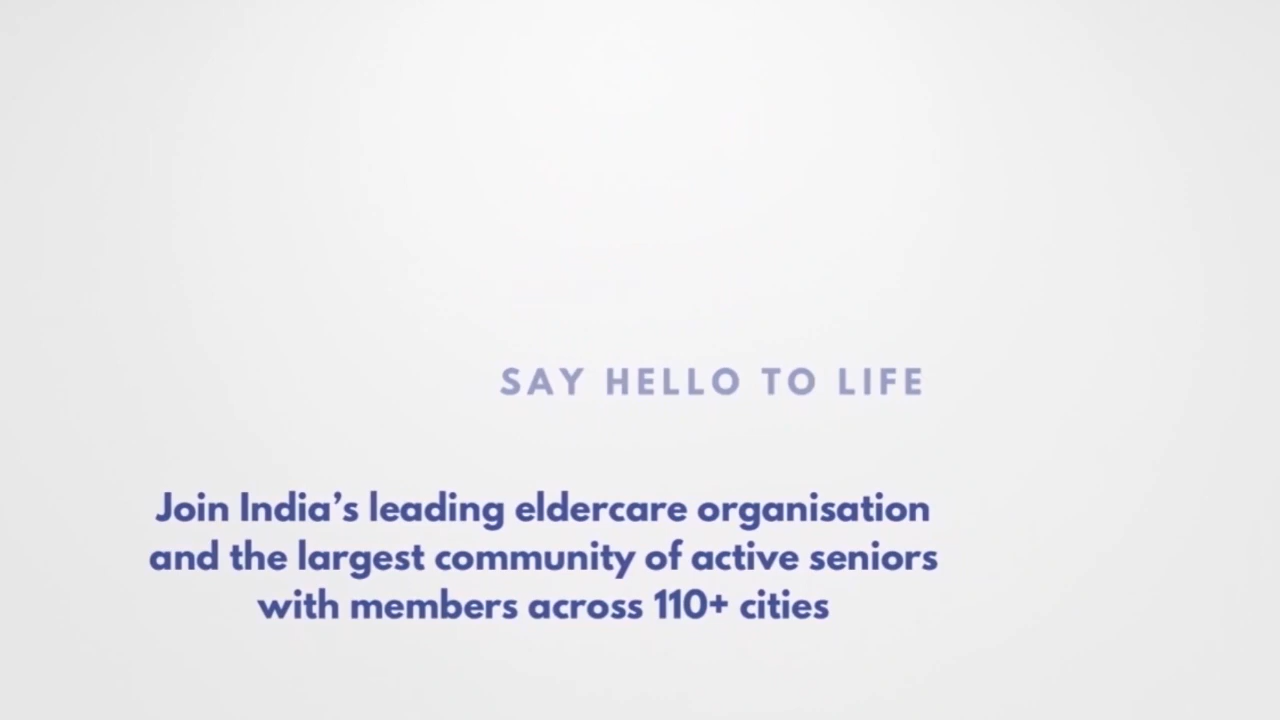 SAY HELLO TO LIFE
Join India’s leading eldercare organisation
and the largest community of active seniors
with members across 110+ cities